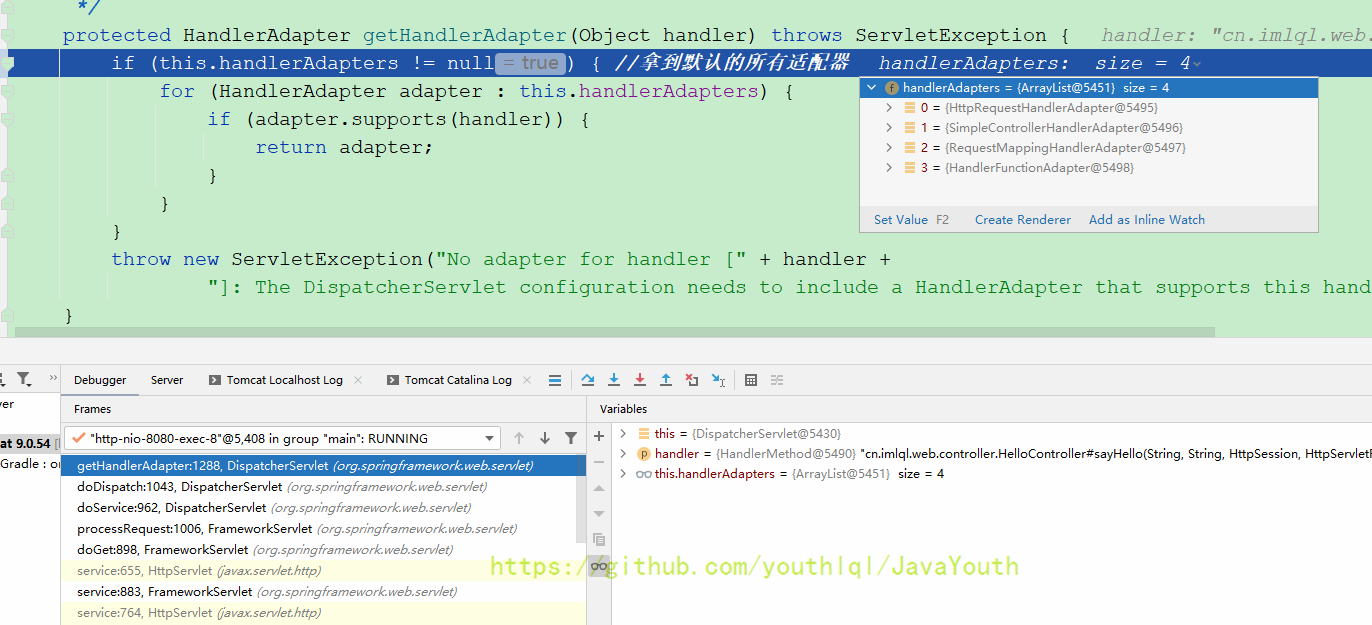 */
protected HandlerAdapter getHandlerAdapter(Object handler) throws ServletException {  handler: "cn.imlql.web.
if (this.handlerAdapters != null = true ) { //拿到默认的所有适配器  handlerAdapters:  size = 4
for (HandlerAdapter adapter : this.handlerAdapters) {
if (adapter.supports(handler)) {
return adapter;
}
}
}
throw new ServletException("No adapter for handler [" + handler +
"]: The DispatcherServlet configuration needs to include a HandlerAdapter that supports this hand
}
handlerAdapters = {ArrayList@5451} size = 4
0 = {HttpRequestHandlerAdapter@5495}
1 = {SimpleControllerHandlerAdapter@5496}
2 = {RequestMappingHandlerAdapter@5497}
3 = {HandlerFunctionAdapter@5498}
Set Value F2 Create Renderer Add as Inline Watch
Debugger Server Tomcat Localhost Log Tomcat Catalina Log
ver
at 9.0.54
Gradle : or
Frames
"http-nio-8080-exec-8"@5,408 in group "main": RUNNING
getHandlerAdapter:1288, DispatcherServlet (org.springframework.web.servlet)
doDispatch:1043, DispatcherServlet (org.springframework.web.servlet)
doService:962, DispatcherServlet (org.springframework.web.servlet)
processRequest:1006, FrameworkServlet (org.springframework.web.servlet)
doGet:898, FrameworkServlet (org.springframework.web.servlet)
service:655, HttpServlet (javax.servlet.http)
service:883, FrameworkServlet (org.springframework.web.servlet)
service:764, HttpServlet (javax.servlet.http)
Variables
this = {DispatcherServlet@5430}
handler = {HandlerMethod@5490} "cn.imlql.web.controller.HelloController#sayHello(String, String, HttpSession, HttpServletR
this.handlerAdapters = {ArrayList@5451} size = 4
https://github.com/youthlql/JavaYouth